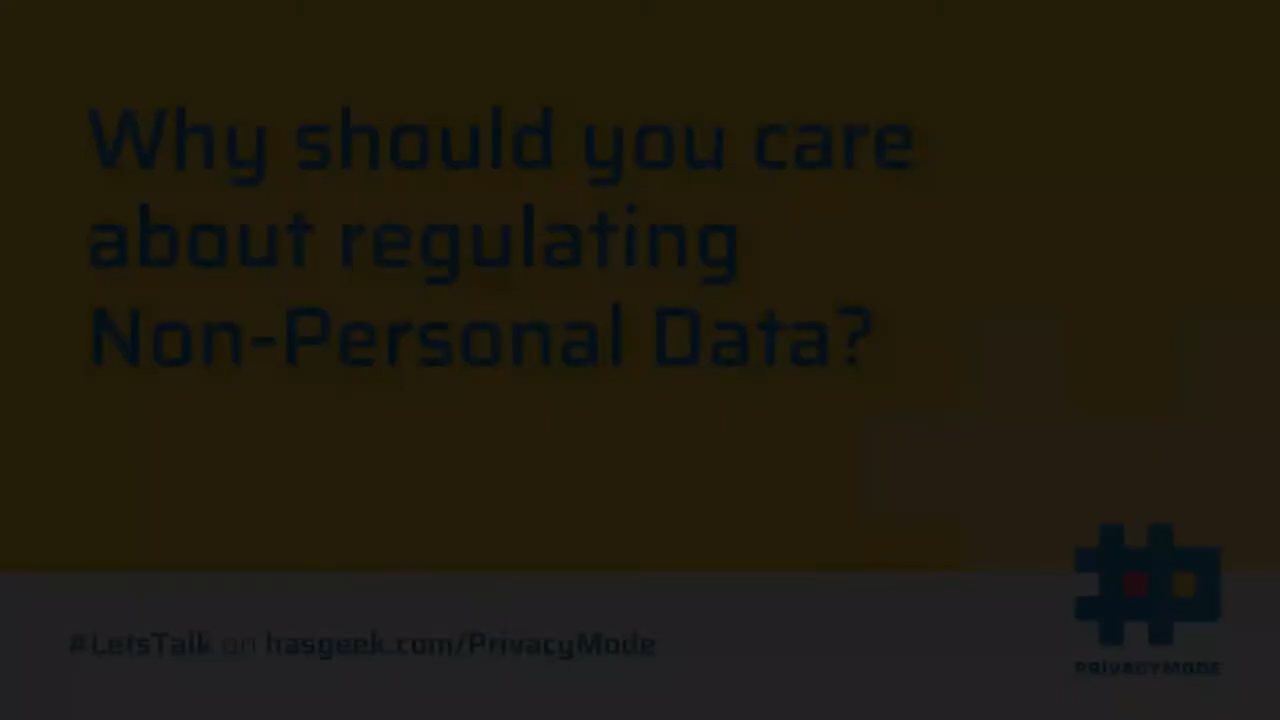 Why should you care
about regulating
Non-Personal Data?
#LetsTalk on hasgeek.com/PrivacyMode
PRIVACYMODE